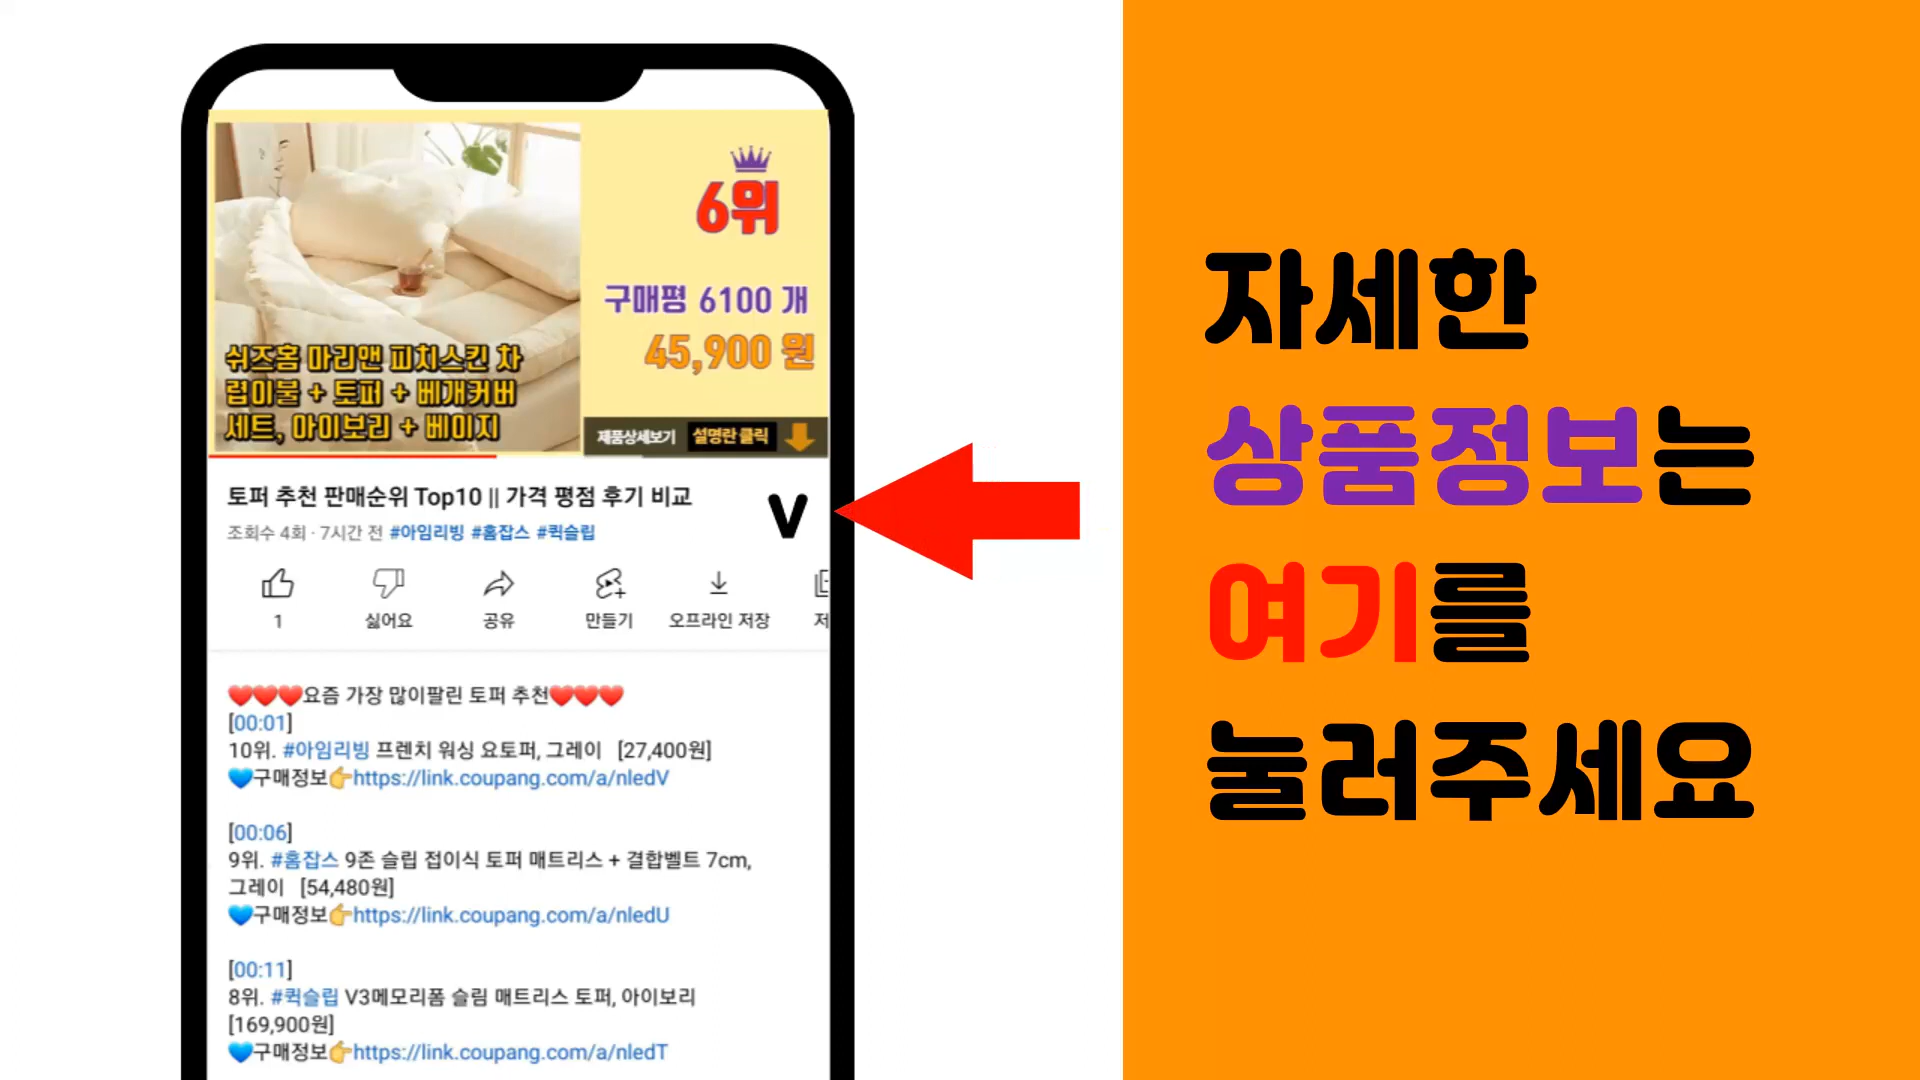 6위
구매평 6100 개
45,900 원
쉬즈홈 마리앤 피치스킨 차
렵이불 + 토퍼 + 베개커버
세트, 아이보리 + 베이지
제품상세보기 설명란 클릭
토퍼 추천 판매순위 Top10 || 가격 평점 후기 비교
V
조회수 4회 · 7시간 전 #아임리빙 #홈잡스 #퀵슬립
1 싫어요 공유 만들기 오프라인 저장 저
❤️❤️❤️요즘 가장 많이팔린 토퍼 추천❤️❤️❤️
[00:01]
10위. #아임리빙 프렌치 워싱 요토퍼, 그레이 [27,400원]
💙구매정보👉https://link.coupang.com/a/nledV
[00:06]
9위. #홈잡스 9존 슬립 접이식 토퍼 매트리스 + 결합벨트 7cm,
그레이 [54,480원]
💙구매정보👉https://link.coupang.com/a/nledU
[00:11]
8위. #퀵슬립 V3메모리폼 슬림 매트리스 토퍼, 아이보리
[169,900원]
💙구매정보👉https://link.coupang.com/a/nledT
자세한
상품정보는
여기를
눌러주세요